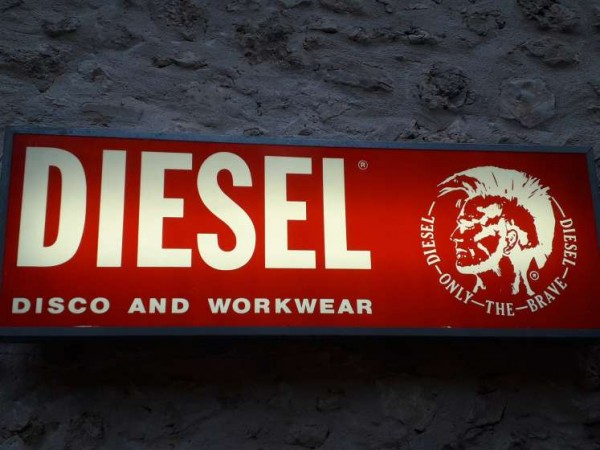 DIESEL®
DISCO AND WORKWEAR
DIESEL—ONLY—THE—BRAVE—DIESEL
®